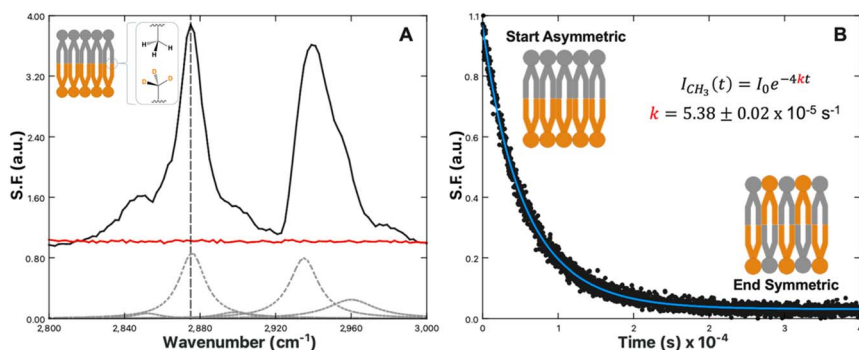 A
4.00
3.20
2.40
1.60
0.80
0.00
S.F. (a.u.)
H
H
H
D
D
D
2,800
2,840
2,880
2,920
2,960
3,000
Wavenumber (cm⁻¹)
B
1.1
0.8
0.6
0.4
0.2
0
S.F. (a.u.)
Start Asymmetric
I_CH₃(t) = I₀e⁻⁴ᵏᵗ
k = 5.38 ± 0.02 x 10⁻⁵ s⁻¹
End Symmetric
0
1
2
3
4
Time (s) x 10⁻⁴